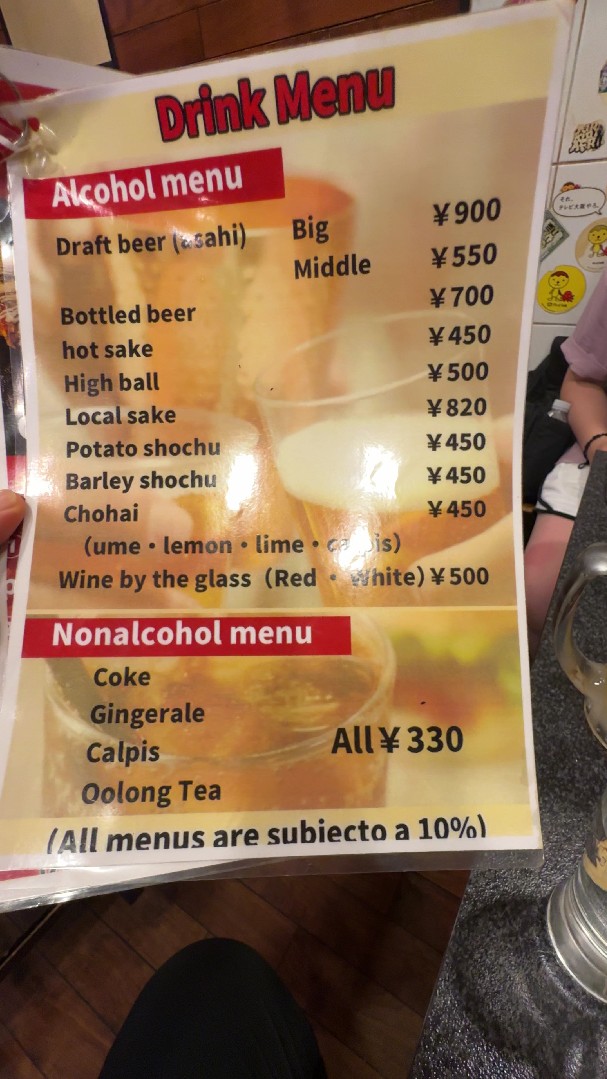 Drink Menu
Alcohol menu
Draft beer (asahi) Big ¥900
Middle ¥550
Bottled beer ¥700
hot sake ¥450
High ball ¥500
Local sake ¥820
Potato shochu ¥450
Barley shochu ¥450
Chohai ¥450
(ume・lemon・lime・calpis)
Wine by the glass (Red・White) ¥500
Nonalcohol menu
Coke
Gingerale
Calpis
Oolong Tea
All ¥330
(All menus are subiecto a 10%)